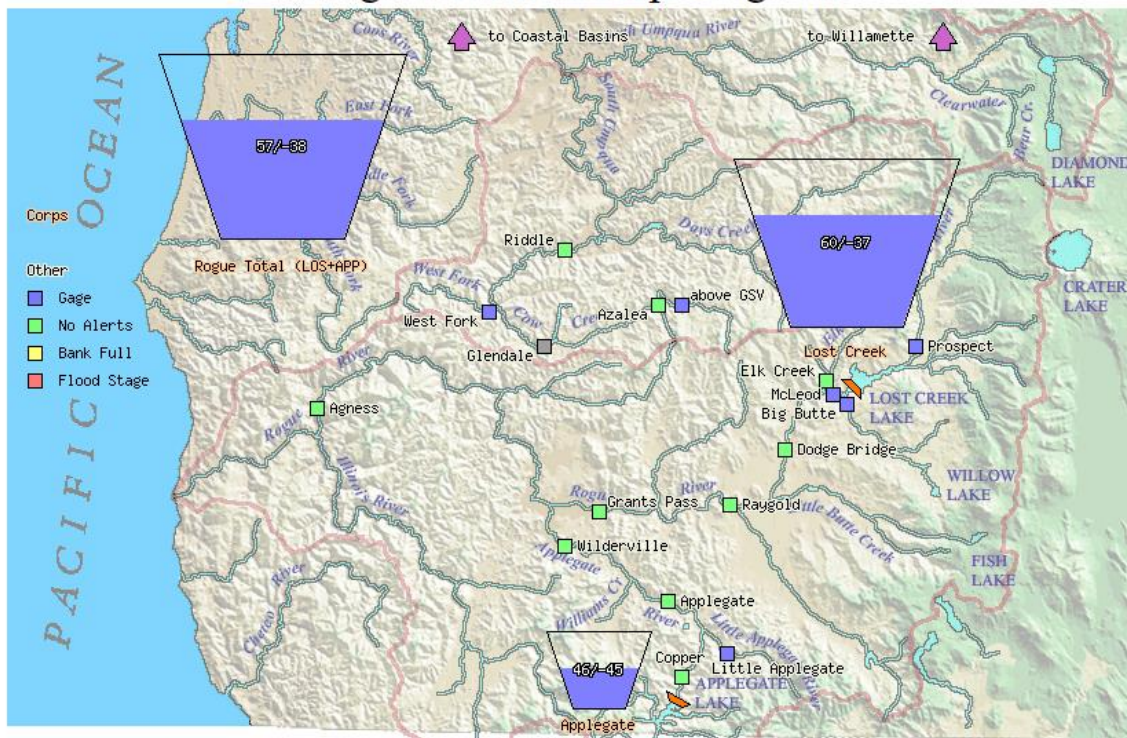 to Coastal Basins
to Willamette
Coos River
Umpqua River
South Umpqua
Clearwater
Bear Cr.
East Fork
57/-38
PACIFIC OCEAN
DIAMOND
LAKE
Corps
60/-37
Days Creek
River
Riddle
Rogue Total (LOS+APP)
Other
Gage
No Alerts
Bank Full
Flood Stage
West Fork
CRATER
LAKE
above GSV
Azalea
West Fork
Cow
Glendale
Lost Creek
Prospect
River
Elk Creek
McLeod
Big Butte
LOST CREEK
LAKE
Agness
Rogue
Dodge Bridge
Illinois River
WILLOW
LAKE
River
Grants Pass
Raygold
Little Butte Creek
Wilderville
Applegate
FISH
LAKE
Chetco River
Williams Cr
Applegate
River
Little Applegate
River
46/-45
Copper
Little Applegate
APPLEGATE
LAKE
Applegate